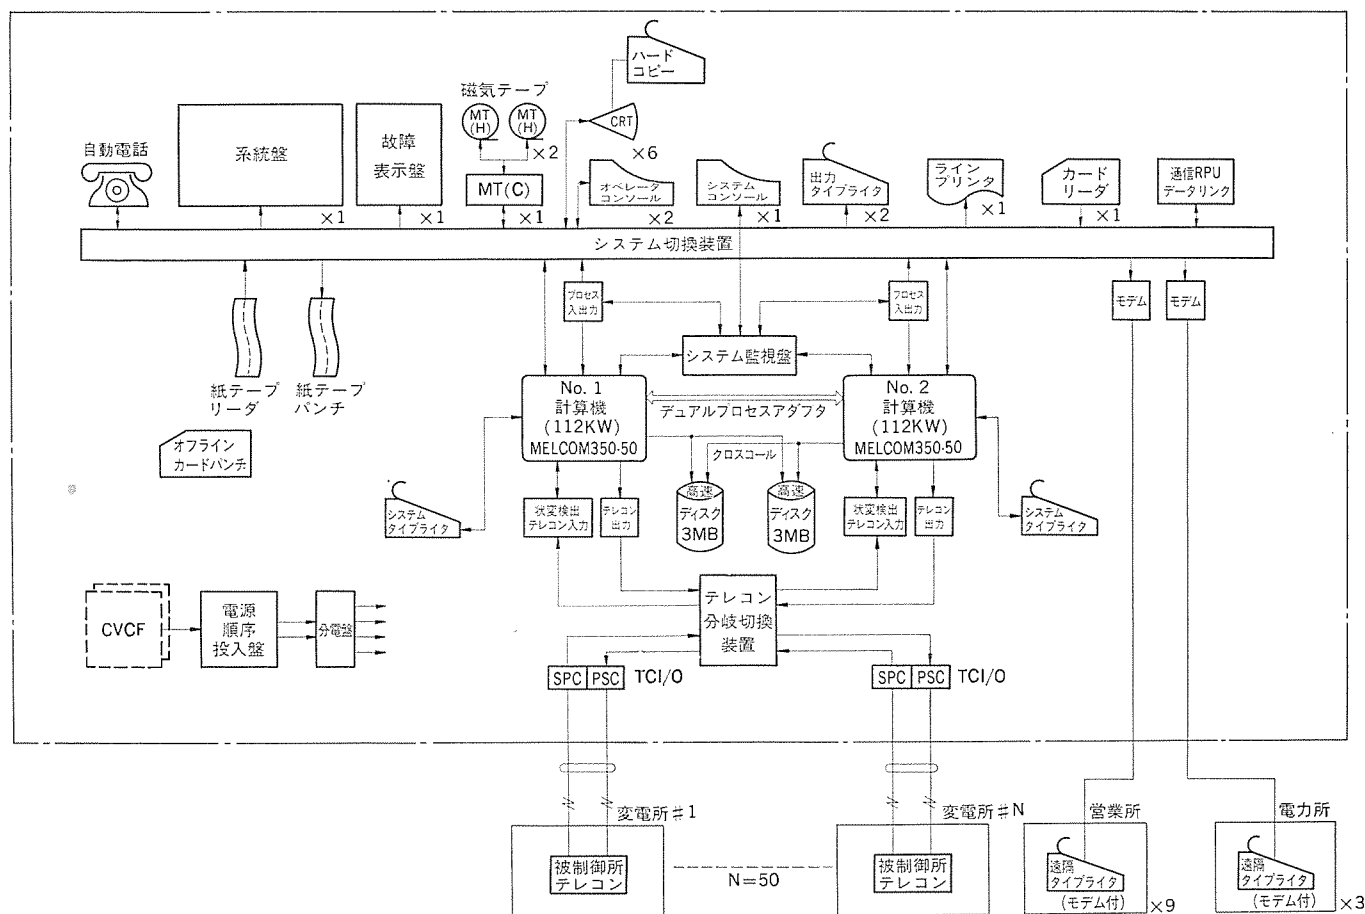 ハード
コピー
磁気テープ
MT
(H)
MT
(H)
×2
CRT
×6
自動電話
系統盤
×1
故障
表示盤
×1
MT(C)
×1
オペレータ
コンソール
×2
システム
コンソール
×1
出力
タイプライタ
×2
ライン
プリンタ
×1
カード
リーダ
×1
通信RPU
データリンク
システム切換装置
プロセス
入出力
プロセス
入出力
モデム
モデム
システム監視盤
紙テープ
リーダ
紙テープ
パンチ
No. 1
計算機
(112KW)
MELCOM350-50
デュアルプロセスアダプタ
No. 2
計算機
(112KW)
MELCOM350-50
クロスコール
オフライン
カードパンチ
システム
タイプライタ
状変検出
テレコン入力
テレコン
出力
高速
ディスク
3MB
高速
ディスク
3MB
状変検出
テレコン入力
テレコン
出力
システム
タイプライタ
CVCF
電源
順序
投入盤
分電盤
テレコン
分岐切換
装置
SPC
PSC
TCI/O
SPC
PSC
TCI/O
変電所#1
被制御所
テレコン
N=50
変電所#N
被制御所
テレコン
営業所
遠隔
タイプライタ
(モデム付)
×9
電力所
遠隔
タイプライタ
(モデム付)
×3